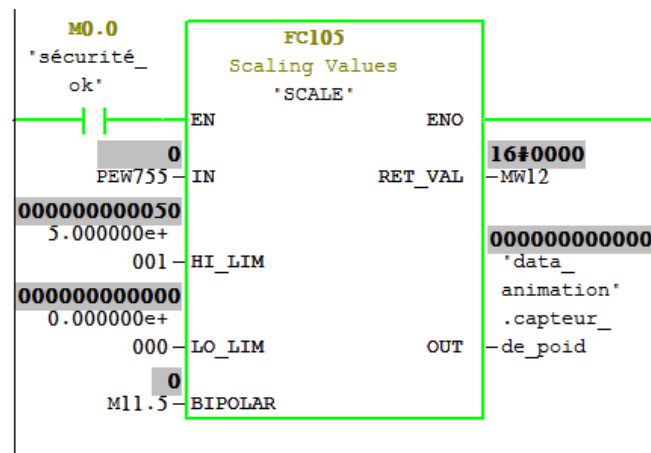 M0.0
"sécurité_
ok"
FC105
Scaling Values
"SCALE"
EN
ENO
0
PEW755
IN
16#0000
RET_VAL
MW12
000000000050
5.000000e+
001
HI_LIM
000000000000
"data_
animation"
.capteur_
de_poid
OUT
000000000000
0.000000e+
000
LO_LIM
0
M11.5
BIPOLAR